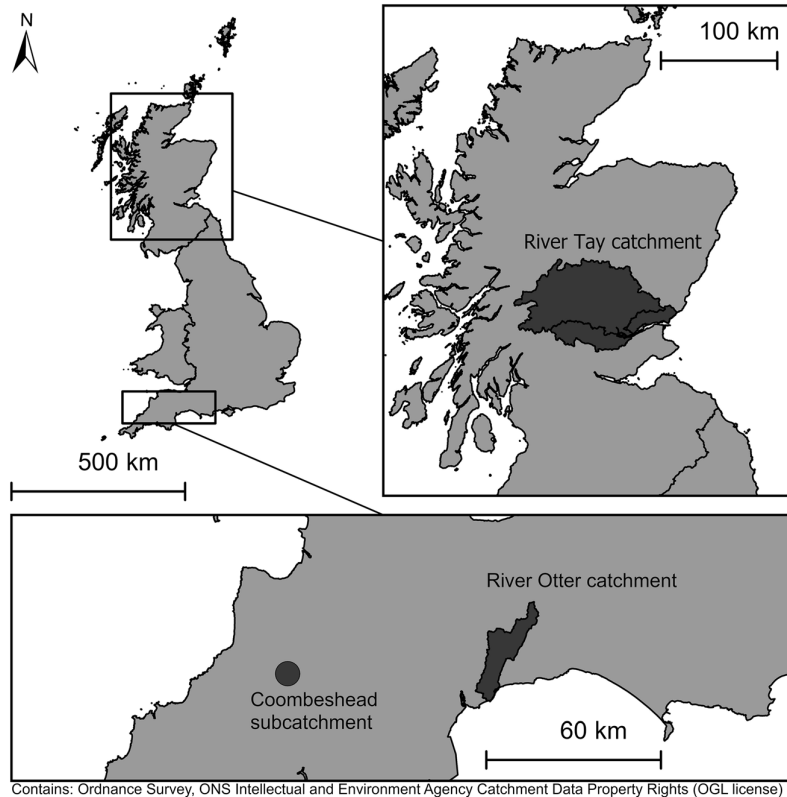 N
100 km
River Tay catchment
500 km
River Otter catchment
Coombeshead
subcatchment
60 km
Contains: Ordnance Survey, ONS Intellectual and Environment Agency Catchment Data Property Rights (OGL license)